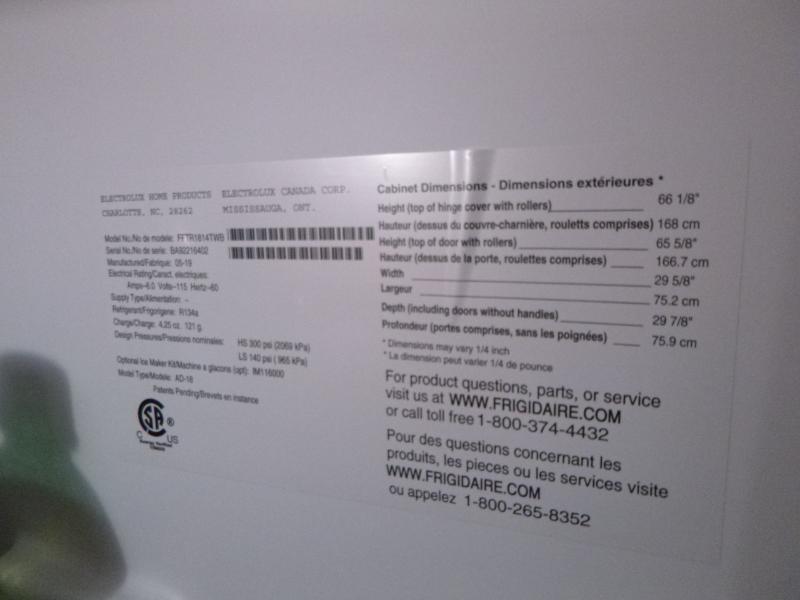 ELECTROLUX HOME PRODUCTS ELECTROLUX CANADA CORP.
CHARLOTTE, NC, 28262 MISSISSAUGA, ONT.
Model No./No de modele: FFTR1814TWB
Serial No./No de serie: BA92216402
Manufactured/Fabrique: 05-19
Electrical Rating/Caract. electriques:
Amps-6.0 Volts-115 Hertz-60
Supply Type/Alimentation: -
Refrigerant/Frigorigene: R134a
Charge/Charge: 4.25 oz. 121 g.
Design Pressures/Pressions nominales: HS 300 psi (2069 kPa)
LS 140 psi ( 965 kPa)
Optional Ice Maker Kit/Machine a glacons (opt): IM116000
Model Type/Modele: AD-18
Patents Pending/Brevets en instance
C SA ® US
Energy Verified
Cabinet Dimensions - Dimensions extérieures *
Height (top of hinge cover with rollers) 66 1/8"
Hauteur (dessus du couvre-charnière, rouletts comprises) 168 cm
Height (top of door with rollers) 65 5/8"
Hauteur (dessus de la porte, roulettes comprises) 166.7 cm
Width 29 5/8"
Largeur 75.2 cm
Depth (including doors without handles) 29 7/8"
Profondeur (portes comprises, sans les poignées) 75.9 cm
* Dimensions may vary 1/4 inch
* La dimension peut varier 1/4 de pounce
For product questions, parts, or service
visit us at WWW.FRIGIDAIRE.COM
or call toll free 1-800-374-4432
Pour des questions concernant les
produits, les pieces ou les services visite
WWW.FRIGIDAIRE.COM
ou appelez 1-800-265-8352